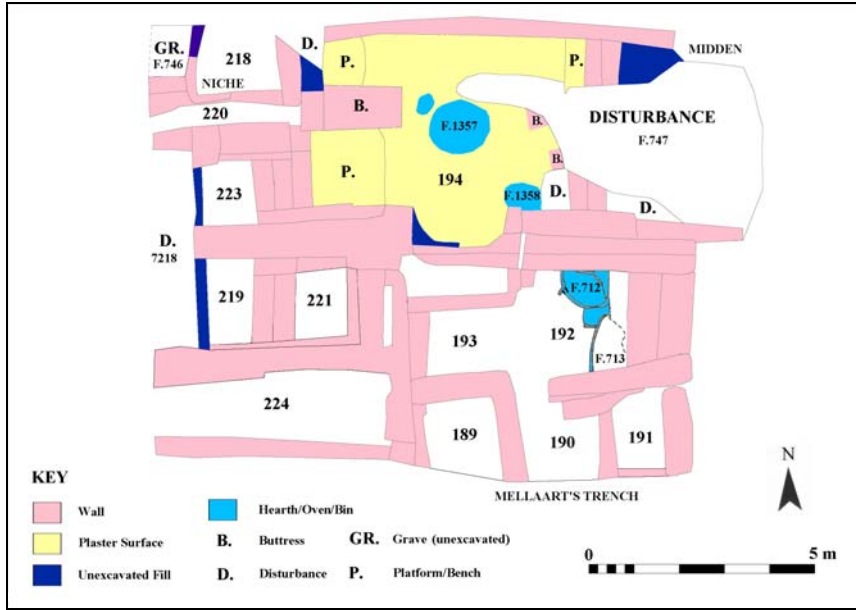 GR.
F.746
218
D.
P.
P.
MIDDEN
NICHE
220
B.
F.1357
B.
DISTURBANCE
F.747
B.
P.
194
223
F.1358
D.
D.
D.
7218
219
221
F.712
193
192
F.713
224
189
190
191
N
MELLAART'S TRENCH
KEY
Wall
Hearth/Oven/Bin
Plaster Surface
B. Buttress
GR. Grave (unexcavated)
Unexcavated Fill
D. Disturbance
P. Platform/Bench
0
5 m